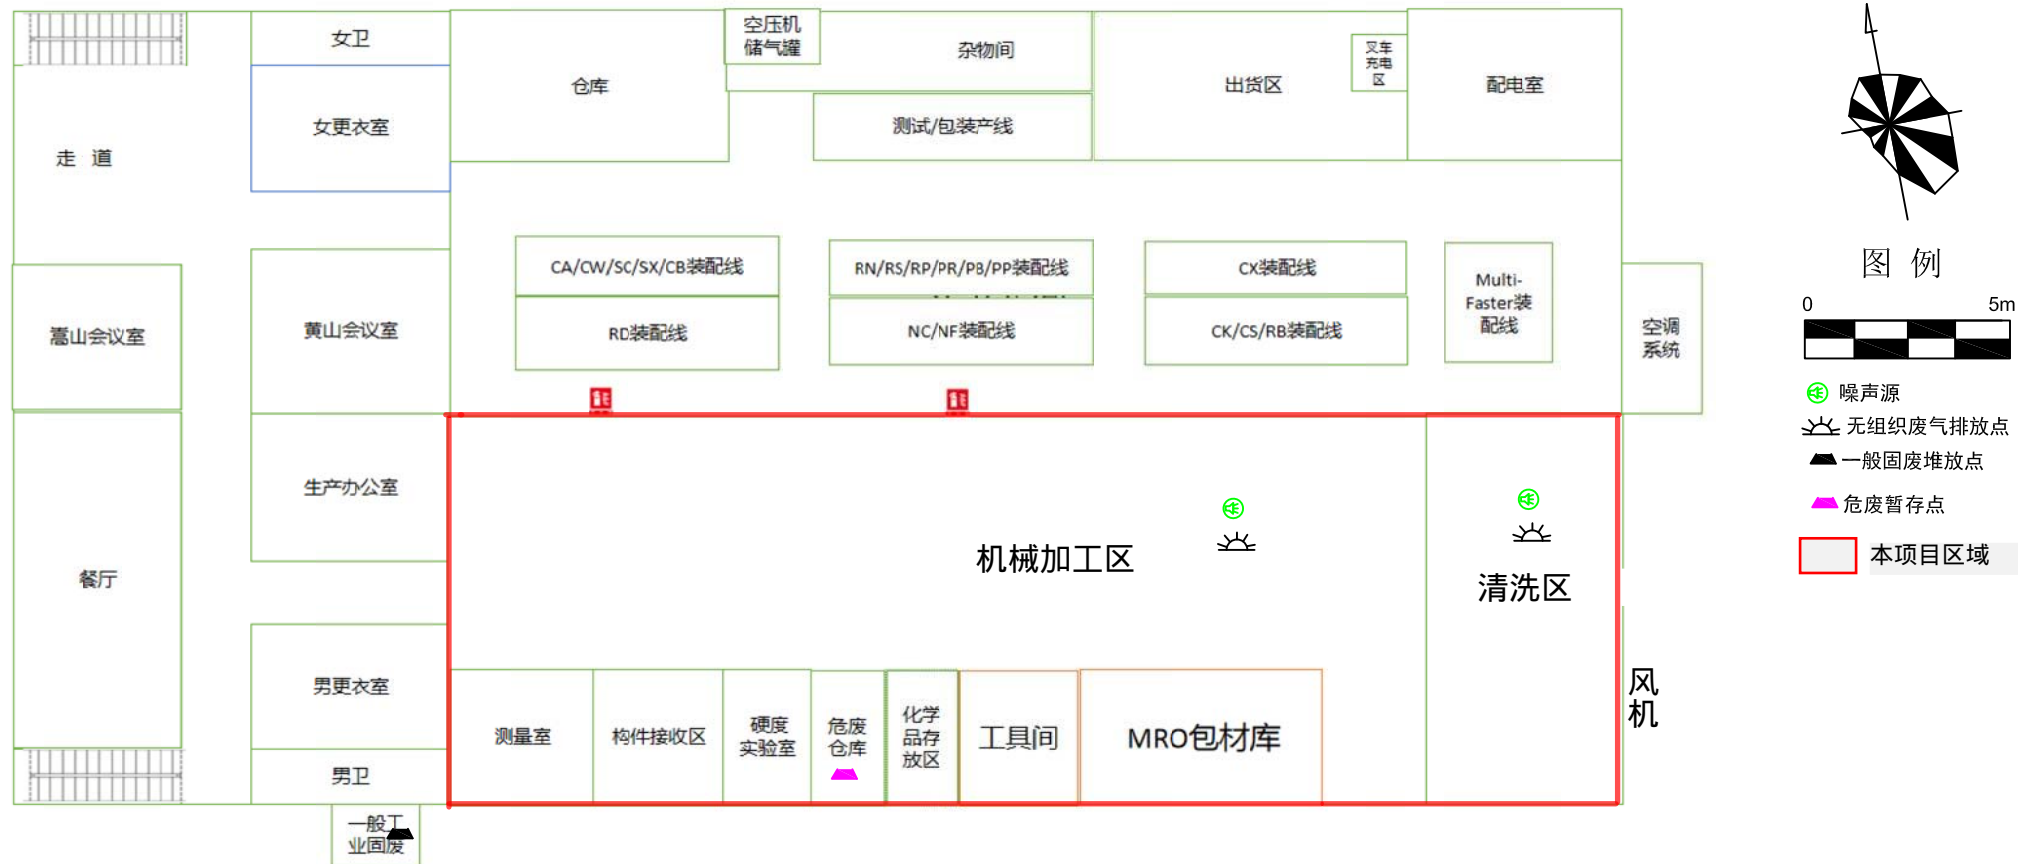 女卫
空压机
储气罐
杂物间
叉车
充电
区
仓库
出货区
配电室
女更衣室
测试/包装产线
走 道
图 例
CA/CW/SC/SX/CB装配线
RN/RS/RP/PR/PB/PP装配线
CX装配线
Multi-
Faster装
配线
嵩山会议室
黄山会议室
RD装配线
NC/NF装配线
CK/CS/RB装配线
空调
系统
0
5m
噪声源
无组织废气排放点
一般固废堆放点
危废暂存点
本项目区域
生产办公室
机械加工区
清洗区
餐厅
男更衣室
风
机
测量室
构件接收区
硬度
实验室
危废
仓库
化学
品存
放区
工具间
MRO包材库
男卫
一般工
业固废